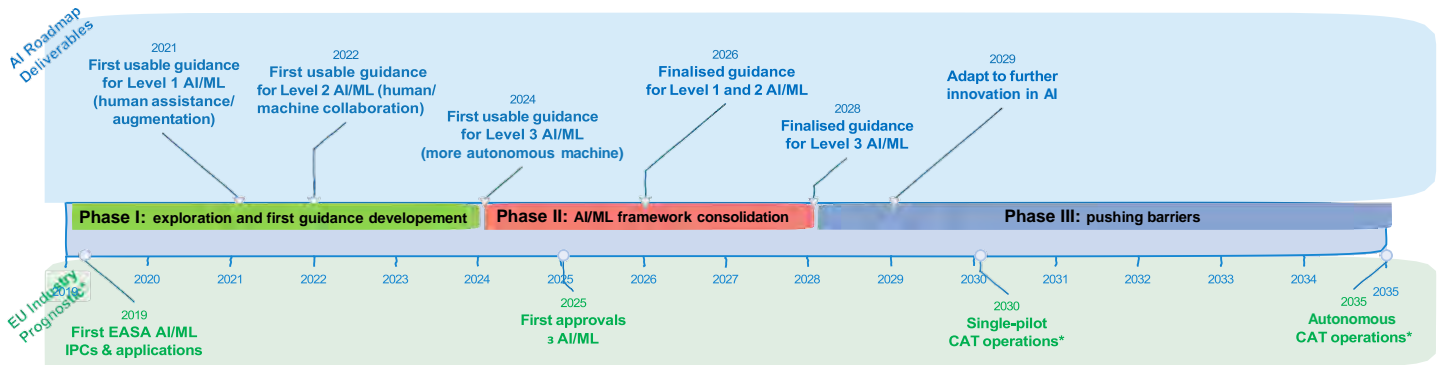 AI Roadmap
Deliverables
2021
First usable guidance
for Level 1 AI/ML
(human assistance/
augmentation)
2022
First usable guidance
for Level 2 AI/ML (human/
machine collaboration)
2024
First usable guidance
for Level 3 AI/ML
(more autonomous machine)
2026
Finalised guidance
for Level 1 and 2 AI/ML
2028
Finalised guidance
for Level 3 AI/ML
2029
Adapt to further
innovation in AI
Phase I: exploration and first guidance developement
Phase II: AI/ML framework consolidation
Phase III: pushing barriers
2019 2020 2021 2022 2023 2024 2025 2026 2027 2028 2029 2030 2031 2032 2033 2034 2035
EU Industry
Prognostic*
2019
First EASA AI/ML
IPCs & applications
2025
First approvals
AI/ML
2030
Single-pilot
CAT operations*
2035
Autonomous
CAT operations*